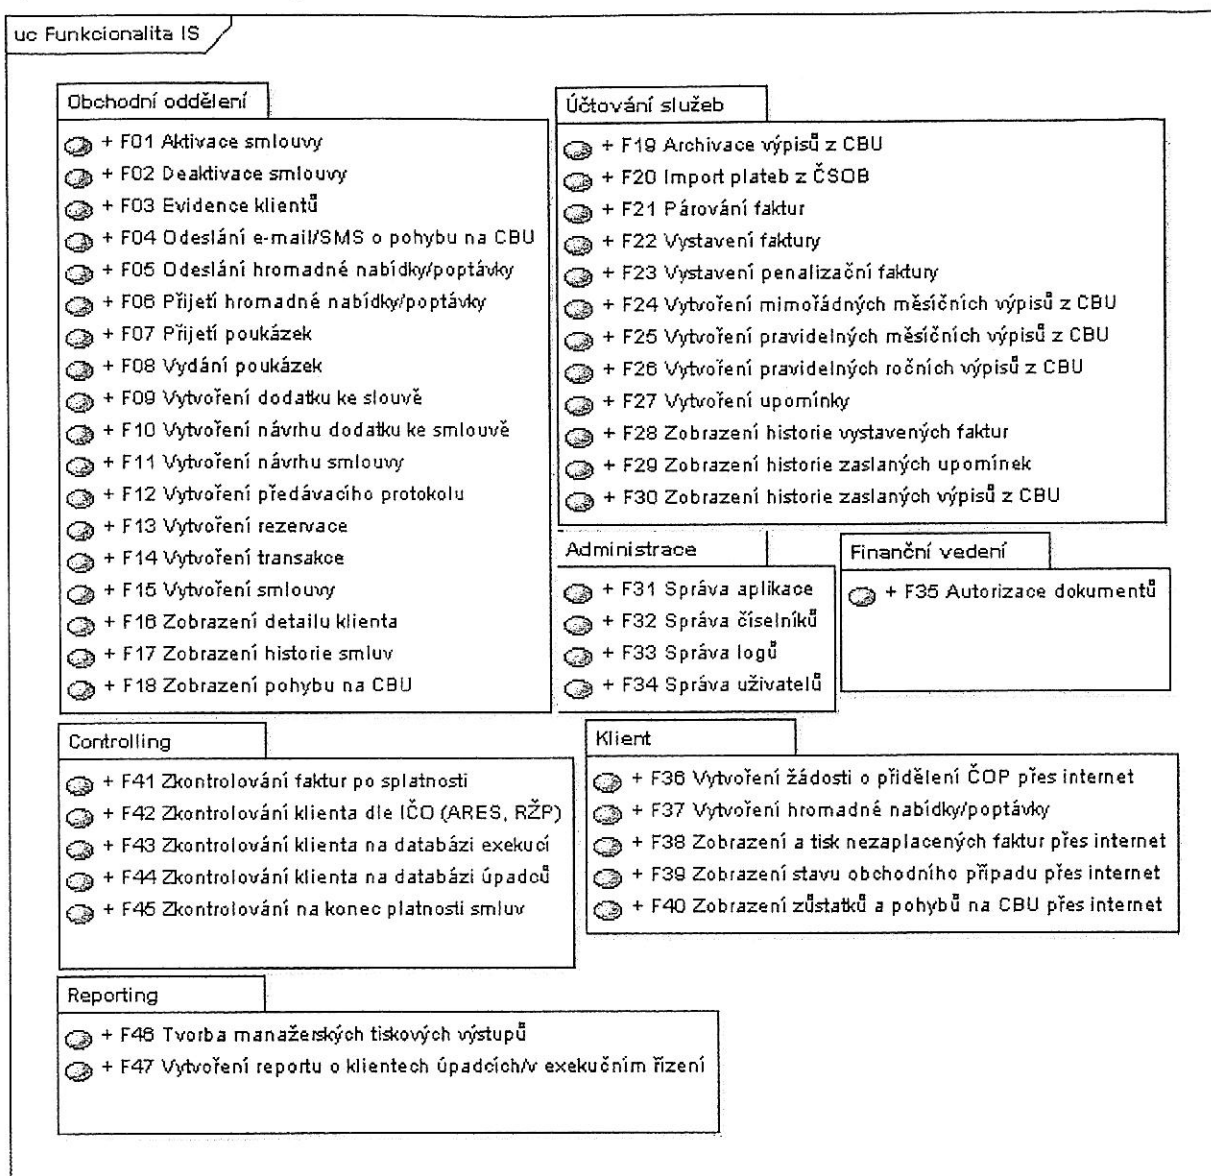 uc Funkcionalita IS
Obchodní oddělení
+ F01 Aktivace smlouvy
+ F02 Deaktivace smlouvy
+ F03 Evidence klientů
+ F04 Odeslání e-mail/SMS o pohybu na CBU
+ F05 Odeslání hromadné nabídky/poptávky
+ F06 Přijetí hromadné nabídky/poptávky
+ F07 Přijetí poukázek
+ F08 Vydání poukázek
+ F09 Vytvoření dodatku ke slouvě
+ F10 Vytvoření návrhu dodatku ke smlouvě
+ F11 Vytvoření návrhu smlouvy
+ F12 Vytvoření předávacího protokolu
+ F13 Vytvoření rezervace
+ F14 Vytvoření transakce
+ F15 Vytvoření smlouvy
+ F16 Zobrazení detailu klienta
+ F17 Zobrazení historie smluv
+ F18 Zobrazení pohybu na CBU
Účtování služeb
+ F19 Archivace výpisů z CBU
+ F20 Import plateb z ČSOB
+ F21 Párování faktur
+ F22 Vystavení faktury
+ F23 Vystavení penalizační faktury
+ F24 Vytvoření mimořádných měsíčních výpisů z CBU
+ F25 Vytvoření pravidelných měsíčních výpisů z CBU
+ F26 Vytvoření pravidelných ročních výpisů z CBU
+ F27 Vytvoření upomínky
+ F28 Zobrazení historie vystavených faktur
+ F29 Zobrazení historie zaslaných upomínek
+ F30 Zobrazení historie zaslaných výpisů z CBU
Administrace
+ F31 Správa aplikace
+ F32 Správa číselníků
+ F33 Správa logů
+ F34 Správa uživatelů
Finanční vedení
+ F35 Autorizace dokumentů
Controlling
+ F41 Zkontrolování faktur po splatnosti
+ F42 Zkontrolování klienta dle IČO (ARES, RŽP)
+ F43 Zkontrolování klienta na databázi exekucí
+ F44 Zkontrolování klienta na databázi úpadců
+ F45 Zkontrolování na konec platnosti smluv
Klient
+ F36 Vytvoření žádosti o přidělení ČOP přes internet
+ F37 Vytvoření hromadné nabídky/poptávky
+ F38 Zobrazení a tisk nezaplacených faktur přes internet
+ F39 Zobrazení stavu obchodního případu přes internet
+ F40 Zobrazení zůstatků a pohybů na CBU přes internet
Reporting
+ F46 Tvorba manažerských tiskových výstupů
+ F47 Vytvoření reportu o klientech úpadcích/v exekučním řízení